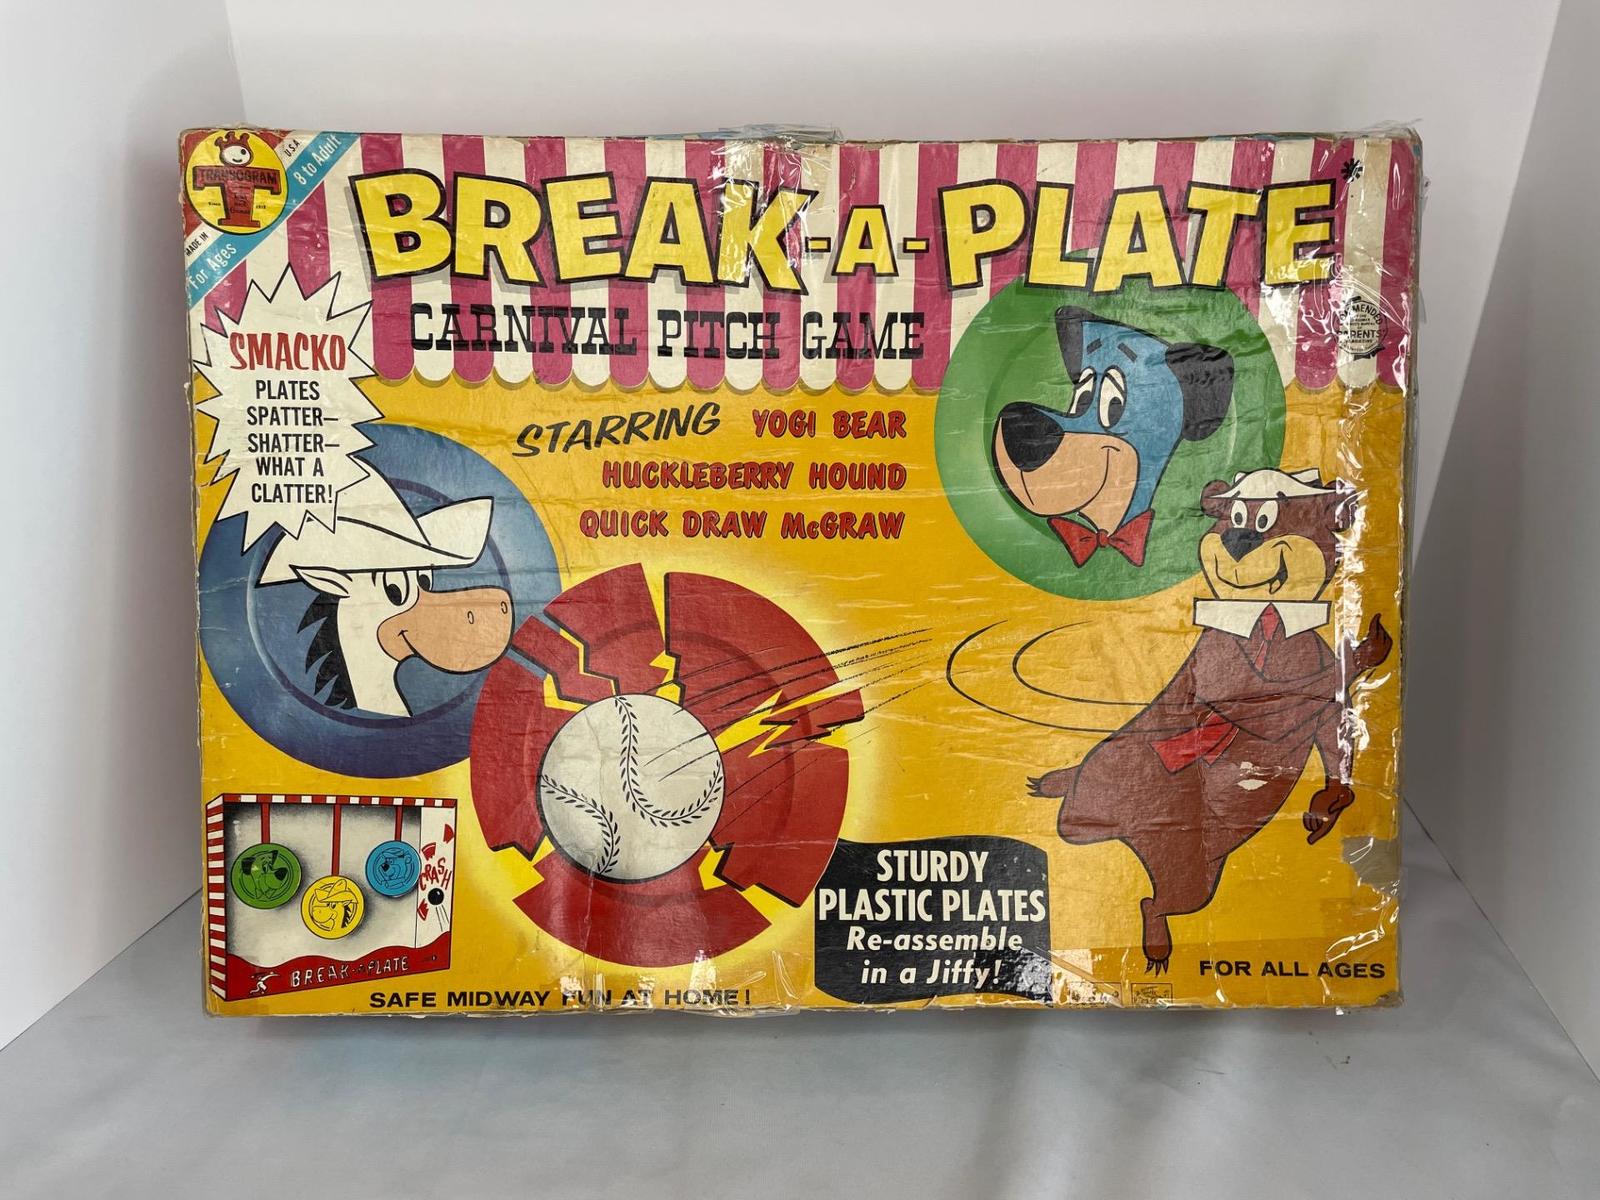 TRANSOGRAM
MADE IN U.S.A
For Ages 8 to Adult
BREAK-A-PLATE*
CARNIVAL PITCH GAME
PARENTS'
SMACKO
PLATES
SPATTER—
SHATTER—
WHAT A
CLATTER!
STARRING YOGI BEAR
HUCKLEBERRY HOUND
QUICK DRAW McGRAW
CRASH
BREAK-A-PLATE
STURDY
PLASTIC PLATES
Re-assemble
in a Jiffy!
SAFE MIDWAY FUN AT HOME!
FOR ALL AGES